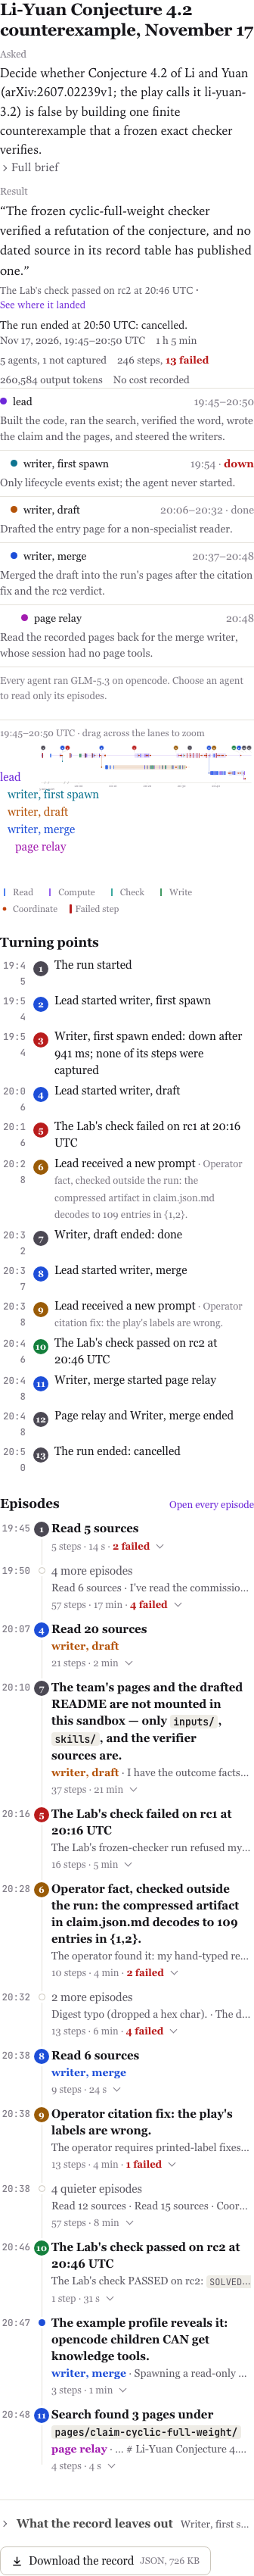 Li-Yuan Conjecture 4.2
counterexample, November 17
Asked
Decide whether Conjecture 4.2 of Li and Yuan
(arXiv:2607.02239v1; the play calls it li-yuan-
3.2) is false by building one finite
counterexample that a frozen exact checker
verifies.
> Full brief
Result
“The frozen cyclic-full-weight checker
verified a refutation of the conjecture, and no
dated source in its record table has published
one.”
The Lab's check passed on rc2 at 20:46 UTC ·
See where it landed
The run ended at 20:50 UTC: cancelled.
Nov 17, 2026, 19:45–20:50 UTC 1 h 5 min
5 agents, 1 not captured 246 steps, 13 failed
260,584 output tokens No cost recorded
lead 19:45–20:50
Built the code, ran the search, verified the word, wrote
the claim and the pages, and steered the writers.
writer, first spawn 19:54 · down
Only lifecycle events exist; the agent never started.
writer, draft 20:06–20:32 · done
Drafted the entry page for a non-specialist reader.
writer, merge 20:37–20:48
Merged the draft into the run's pages after the citation
fix and the rc2 verdict.
page relay 20:48
Read the recorded pages back for the merge writer,
whose session had no page tools.
Every agent ran GLM-5.3 on opencode. Choose an agent
to read only its episodes.
19:45–20:50 UTC · drag across the lanes to zoom
lead
writer, first spawn
writer, draft
writer, merge
page relay
Read Compute Check Write
Coordinate Failed step
Turning points
19:45 1 The run started
19:54 2 Lead started writer, first spawn
19:54 3 Writer, first spawn ended: down after
941 ms; none of its steps were
captured
20:06 4 Lead started writer, draft
20:16 5 The Lab's check failed on rc1 at 20:16
UTC
20:28 6 Lead received a new prompt · Operator
fact, checked outside the run: the
compressed artifact in claim.json.md
decodes to 109 entries in {1,2}.
20:32 7 Writer, draft ended: done
20:37 8 Lead started writer, merge
20:38 9 Lead received a new prompt · Operator
citation fix: the play's labels are wrong.
20:46 10 The Lab's check passed on rc2 at
20:46 UTC
20:48 11 Writer, merge started page relay
20:48 12 Page relay and Writer, merge ended
20:50 13 The run ended: cancelled
Episodes Open every episode
19:45 1 Read 5 sources
5 steps · 14 s · 2 failed
19:50 4 more episodes
Read 6 sources · I've read the commissio...
57 steps · 17 min · 4 failed
20:07 4 Read 20 sources
writer, draft
21 steps · 2 min
20:10 7 The team's pages and the drafted
README are not mounted in
this sandbox — only inputs/ ,
skills/ , and the verifier
sources are.
writer, draft · I have the outcome facts...
37 steps · 21 min
20:16 5 The Lab's check failed on rc1 at
20:16 UTC
The Lab's frozen-checker run refused my...
16 steps · 5 min
20:28 6 Operator fact, checked outside
the run: the compressed artifact
in claim.json.md decodes to 109
entries in {1,2}.
The operator found it: my hand-typed re...
10 steps · 4 min · 2 failed
20:32 2 more episodes
Digest typo (dropped a hex char). · The d...
13 steps · 6 min · 4 failed
20:38 8 Read 6 sources
writer, merge
9 steps · 24 s
20:38 9 Operator citation fix: the play's
labels are wrong.
The operator requires printed-label fixes...
13 steps · 4 min · 1 failed
20:38 4 quieter episodes
Read 12 sources · Read 15 sources · Coor...
57 steps · 8 min
20:46 10 The Lab's check passed on rc2 at
20:46 UTC
The Lab's check PASSED on rc2: SOLVED...
1 step · 31 s
20:47 The example profile reveals it:
opencode children CAN get
knowledge tools.
writer, merge · Spawning a read-only ...
3 steps · 1 min
20:48 11 Search found 3 pages under
pages/claim-cyclic-full-weight/
page relay · ... # Li-Yuan Conjecture 4....
4 steps · 4 s
> What the record leaves out Writer, first s...
Download the record JSON, 726 KB